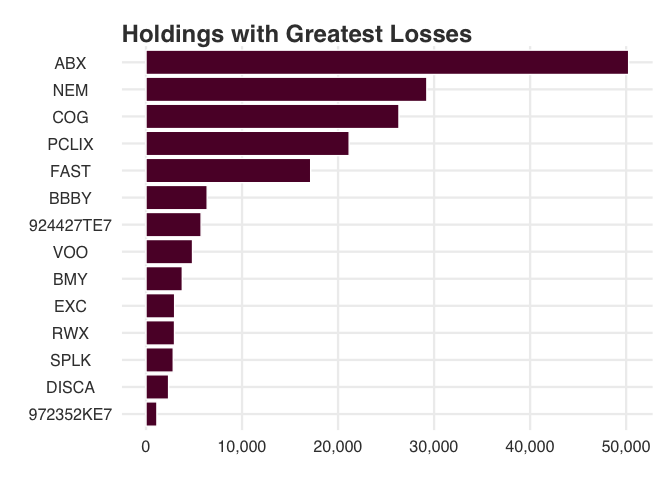 Holdings with Greatest Losses
ABX
NEM
COG
PCLIX
FAST
BBBY
924427TE7
VOO
BMY
EXC
RWX
SPLK
DISCA
972352KE7
0 10,000 20,000 30,000 40,000 50,000